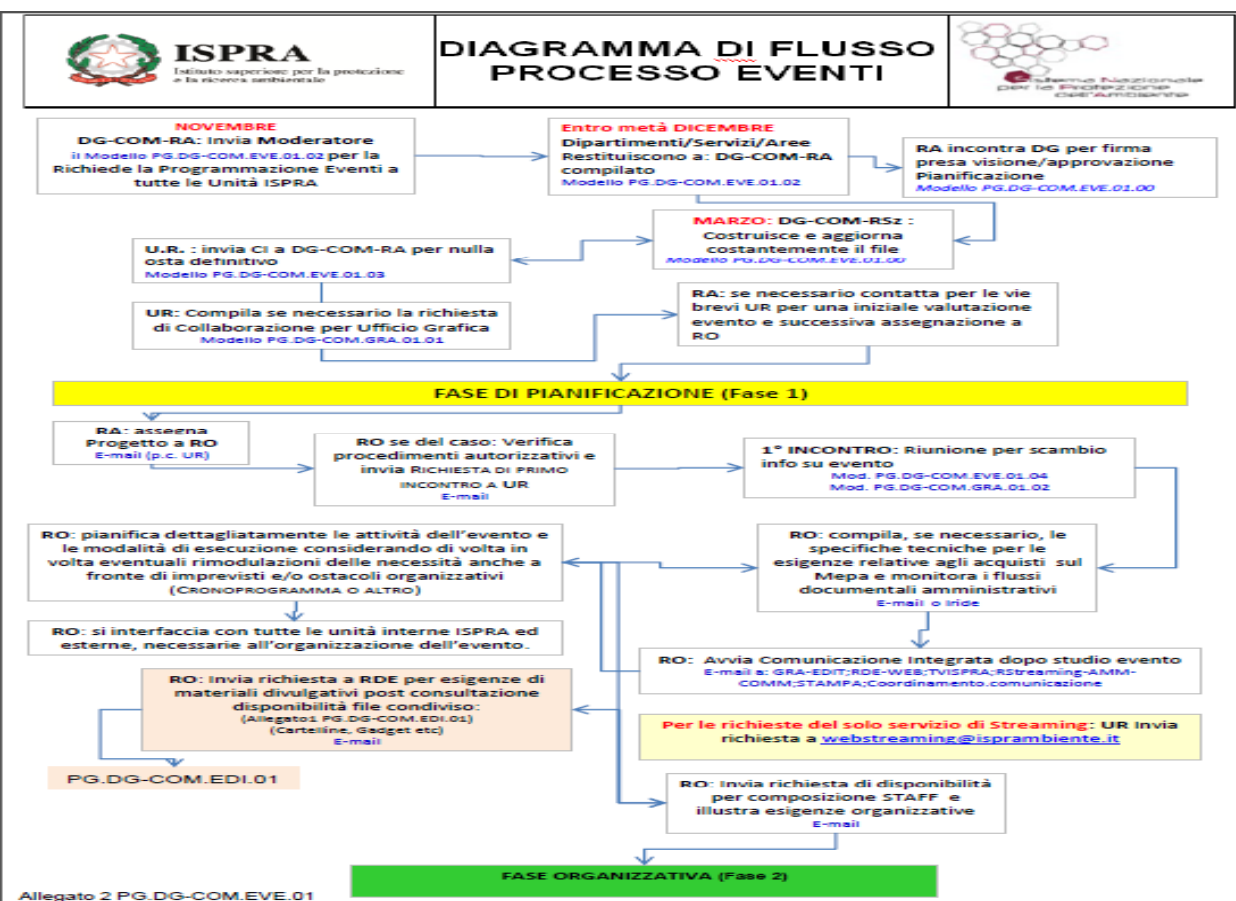 ISPRA
Istituto superiore per la protezione
e la ricerca ambientale
DIAGRAMMA DI FLUSSO
PROCESSO EVENTI
Sistema Nazionale
per la Protezione
dell'Ambiente
NOVEMBRE
DG-COM-RA: Invia Moderatore
il Modello PG.DG-COM.EVE.01.02 per la
Richiede la Programmazione Eventi a
tutte le Unità ISPRA
Entro metà DICEMBRE
Dipartimenti/Servizi/Aree
Restituiscono a: DG-COM-RA
compilato
Modello PG.DG-COM.EVE.01.02
RA incontra DG per firma
presa visione/approvazione
Pianificazione
Modello PG.DG-COM.EVE.01.00
MARZO: DG-COM-RSz :
Costruisce e aggiorna
costantemente il file
Modello PG.DG-COM.EVE.01.00
U.R. : invia CI a DG-COM-RA per nulla
osta definitivo
Modello PG.DG-COM.EVE.01.03
UR: Compila se necessario la richiesta
di Collaborazione per Ufficio Grafica
Modello PG.DG-COM.GRA.01.01
RA: se necessario contatta per le vie
brevi UR per una iniziale valutazione
evento e successiva assegnazione a
RO
FASE DI PIANIFICAZIONE (Fase 1)
RA: assegna
Progetto a RO
E-mail (p.c. UR)
RO se del caso: Verifica
procedimenti autorizzativi e
invia RICHIESTA DI PRIMO
INCONTRO A UR
E-mail
1° INCONTRO: Riunione per scambio
info su evento
Mod. PG.DG-COM.EVE.01.04
Mod. PG.DG-COM.GRA.01.02
RO: pianifica dettagliatamente le attività dell'evento e
le modalità di esecuzione considerando di volta in
volta eventuali rimodulazioni delle necessità anche a
fronte di imprevisti e/o ostacoli organizzativi
(CRONOPROGRAMMA O ALTRO)
RO: compila, se necessario, le
specifiche tecniche per le
esigenze relative agli acquisti sul
Mepa e monitora i flussi
documentali amministrativi
E-mail o Iride
RO: si interfaccia con tutte le unità interne ISPRA ed
esterne, necessarie all'organizzazione dell'evento.
RO: Avvia Comunicazione Integrata dopo studio evento
E-mail a: GRA-EDIT;RDE-WEB;TVISPRA;RStreaming-AMM-
COMM;STAMPA;Coordinamento.comunicazione
RO: Invia richiesta a RDE per esigenze di
materiali divulgativi post consultazione
disponibilità file condiviso:
(Allegato1 PG.DG-COM.EDI.01)
(Cartelline, Gadget etc)
E-mail
Per le richieste del solo servizio di Streaming: UR Invia
richiesta a webstreaming@isprambiente.it
PG.DG-COM.EDI.01
RO: Invia richiesta di disponibilità
per composizione STAFF e
illustra esigenze organizzative
E-mail
FASE ORGANIZZATIVA (Fase 2)
Allegato 2 PG.DG-COM.EVE.01